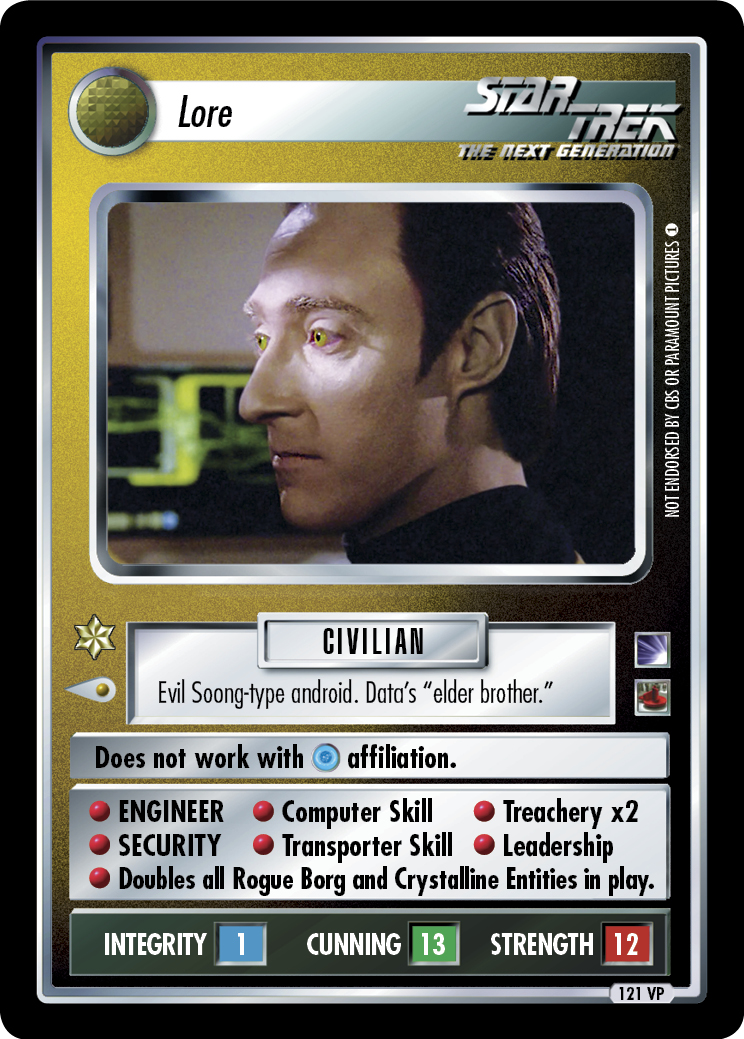 Lore
STAR TREK
THE NEXT GENERATION
NOT ENDORSED BY CBS OR PARAMOUNT PICTURES 1
CIVILIAN
Evil Soong-type android. Data’s “elder brother.”
Does not work with affiliation.
ENGINEER Computer Skill Treachery x2
SECURITY Transporter Skill Leadership
Doubles all Rogue Borg and Crystalline Entities in play.
INTEGRITY 1 CUNNING 13 STRENGTH 12
121 VP